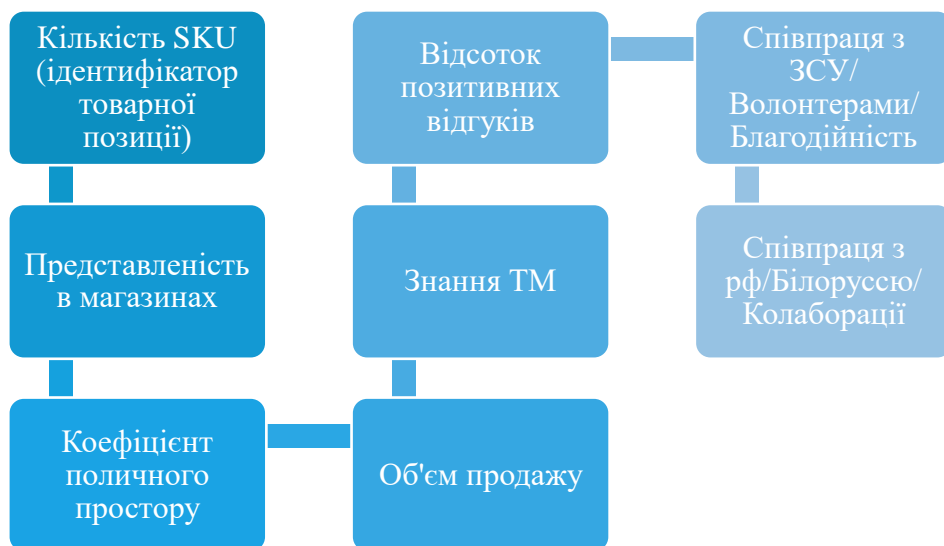 Кількість SKU
(ідентифікатор
товарної
позиції)
Представленість
в магазинах
Коефіцієнт
поличного
простору
Об'єм продажу
Знання ТМ
Відсоток
позитивних
відгуків
Співпраця з
ЗСУ/
Волонтерами/
Благодійність
Співпраця з
рф/Білоруссю/
Колаборації